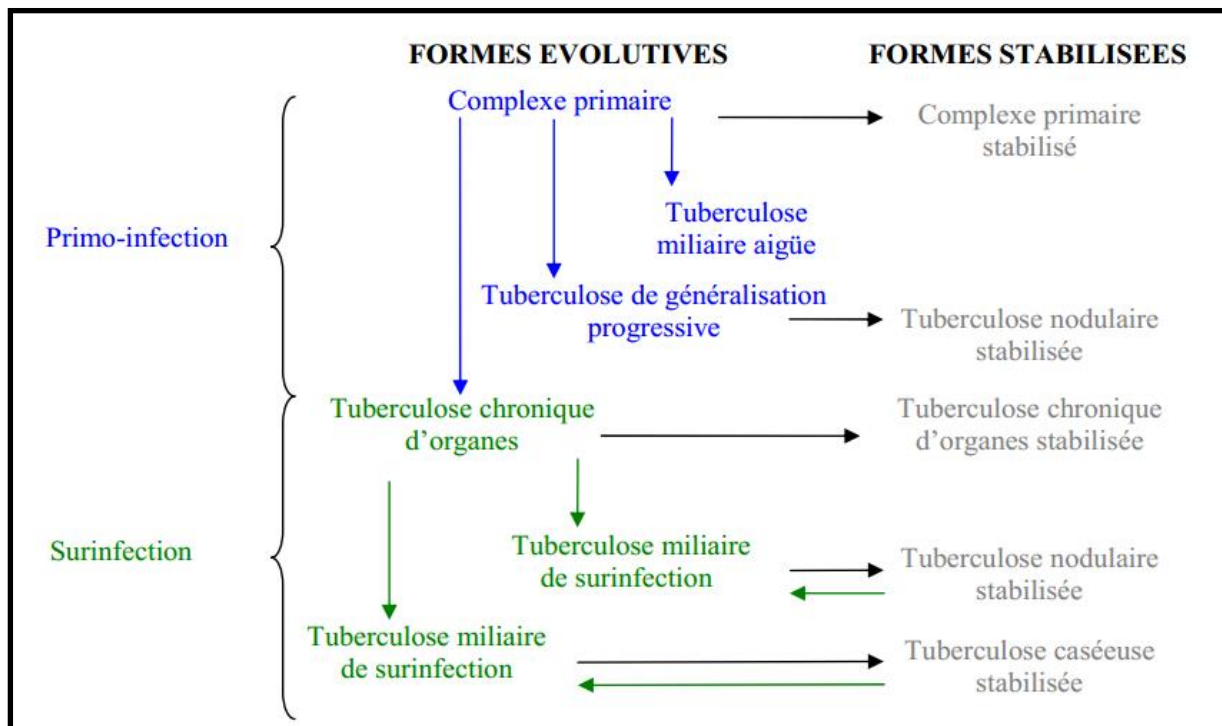 FORMES EVOLUTIVES
FORMES STABILISEES
Complexe primaire
Complexe primaire
stabilisé
Primo-infection
Tuberculose
miliaire aigüe
Tuberculose de généralisation
progressive
Tuberculose nodulaire
stabilisée
Tuberculose chronique
d'organes
Tuberculose chronique
d'organes stabilisée
Surinfection
Tuberculose miliaire
de surinfection
Tuberculose nodulaire
stabilisée
Tuberculose miliaire
de surinfection
Tuberculose caséeuse
stabilisée